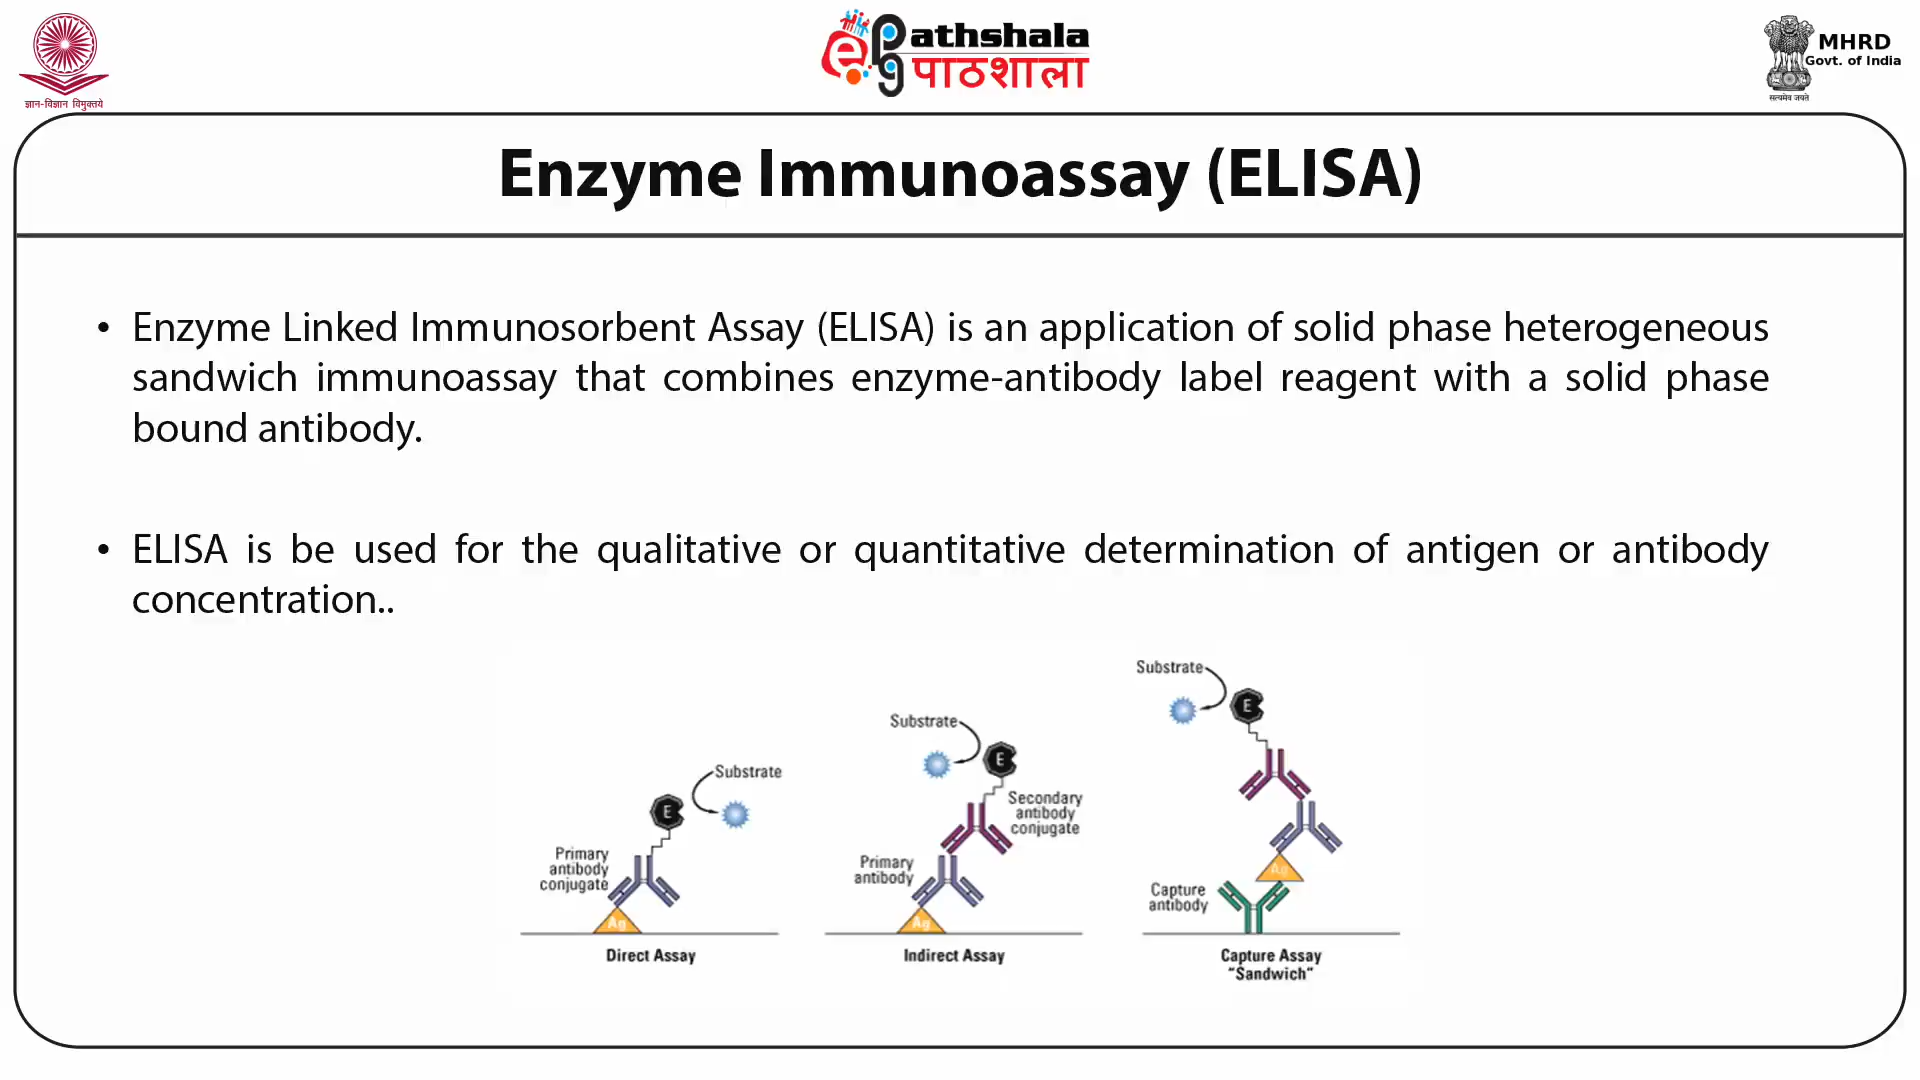 ज्ञान-विज्ञान विमुक्तये
ePathshala
पाठशाला
MHRD
Govt. of India
सत्यमेव जयते
Enzyme Immunoassay (ELISA)
• Enzyme Linked Immunosorbent Assay (ELISA) is an application of solid phase heterogeneous
sandwich immunoassay that combines enzyme-antibody label reagent with a solid phase
bound antibody.
• ELISA is be used for the qualitative or quantitative determination of antigen or antibody
concentration..
Substrate
E
Primary
antibody
conjugate
Ag
Direct Assay
Substrate
E
Secondary
antibody
conjugate
Primary
antibody
Ag
Indirect Assay
Substrate
E
Ag
Capture
antibody
Capture Assay
"Sandwich"